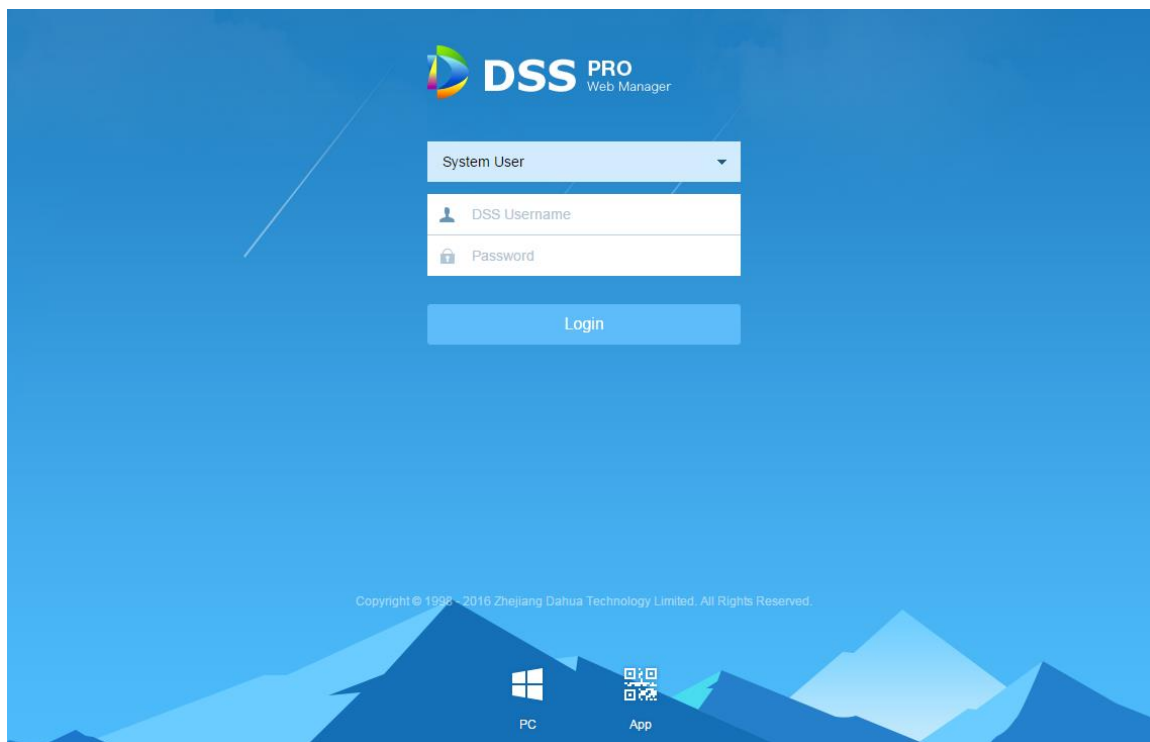 DSS PRO
Web Manager
System User
DSS Username
Password
Login
Copyright © 1998 - 2016 Zhejiang Dahua Technology Limited. All Rights Reserved.
PC
App